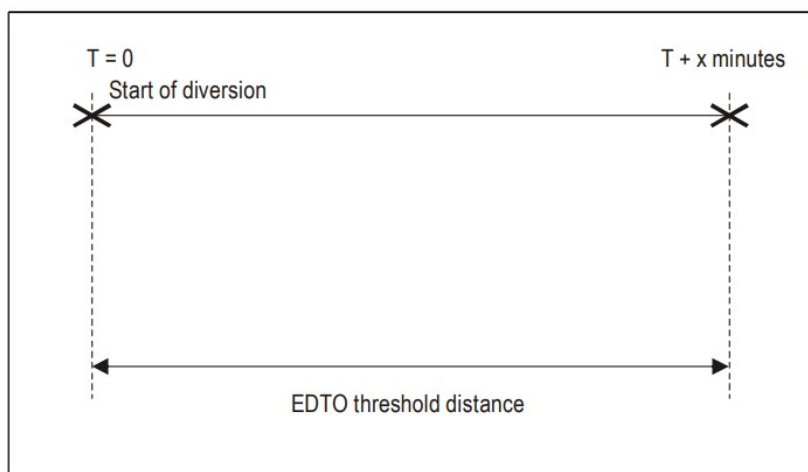 T = 0
T + x minutes
Start of diversion
EDTO threshold distance